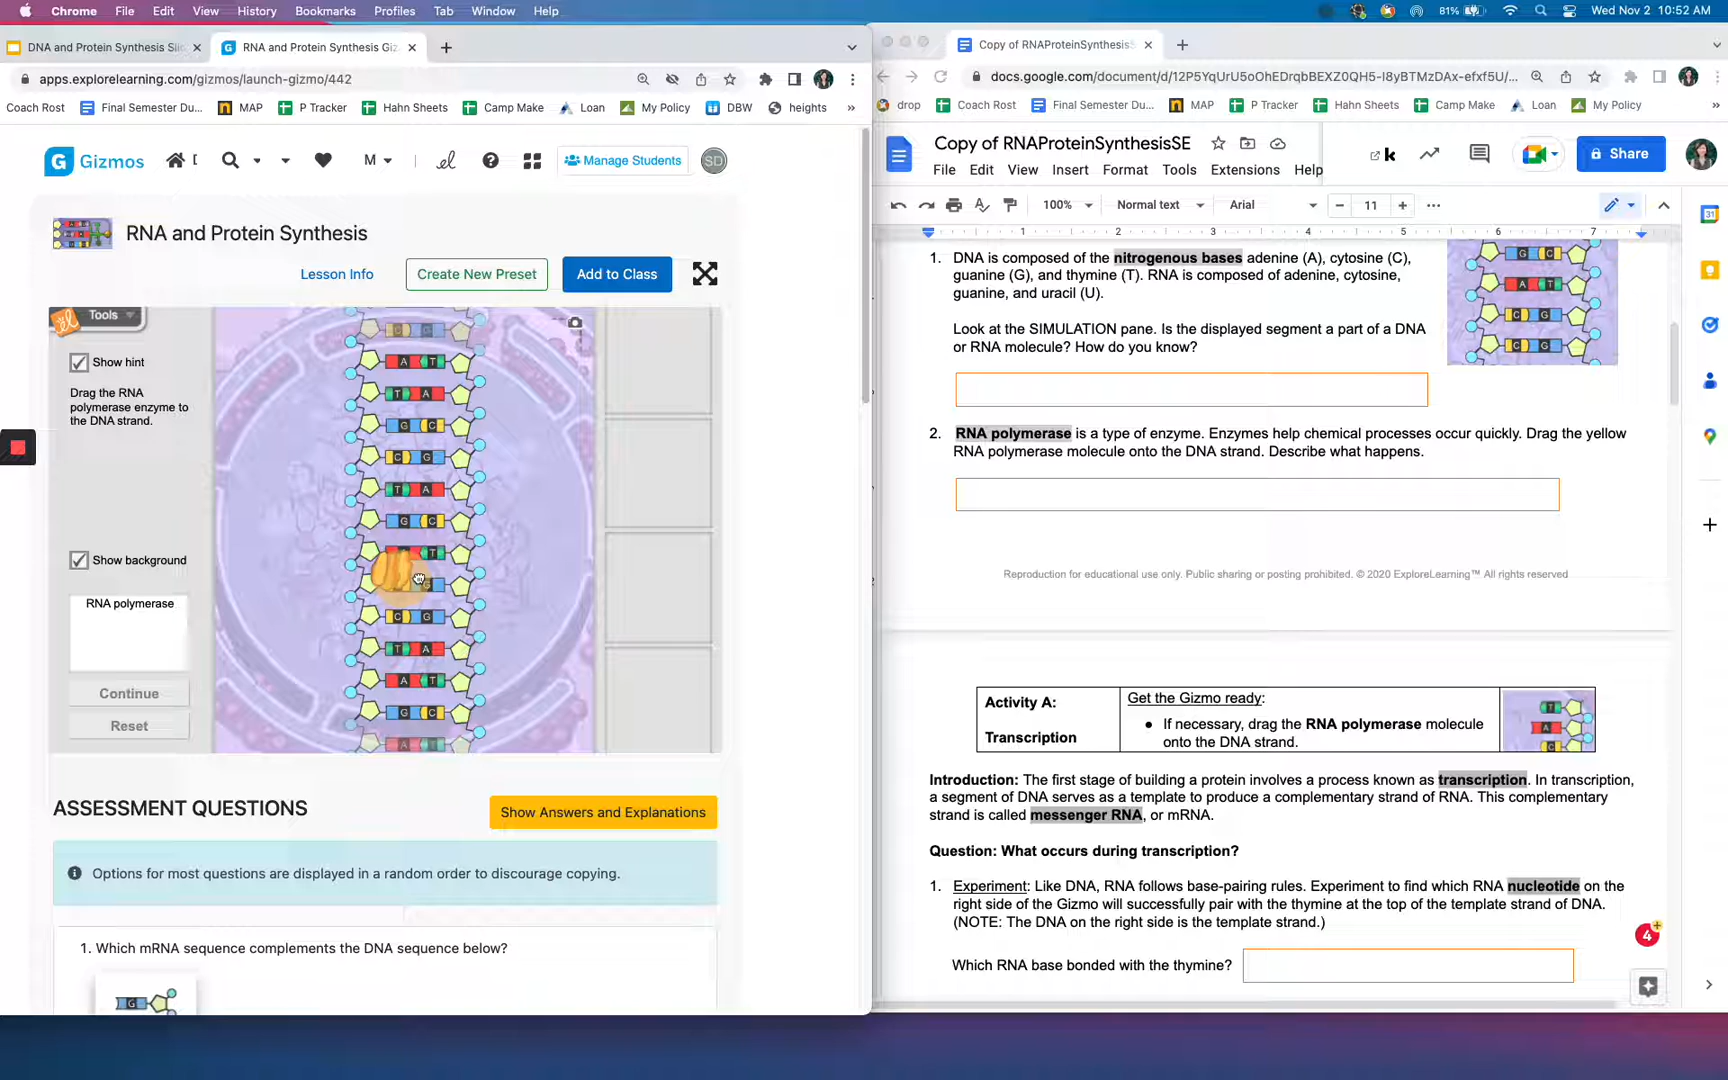 Chrome File Edit View History Bookmarks Profiles Tab Window Help 81% Wed Nov 2 10:52 AM
DNA and Protein Synthesis Slic
RNA and Protein Synthesis Giz
apps.explorelearning.com/gizmos/launch-gizmo/442
Coach Rost Final Semester Du... MAP P Tracker Hahn Sheets Camp Make Loan My Policy DBW heights »
Gizmos M el Manage Students SD
RNA and Protein Synthesis
Lesson Info Create New Preset Add to Class
Tools
Show hint
Drag the RNA
polymerase enzyme to
the DNA strand.
Show background
RNA polymerase
Continue
Reset
C G
A T
T A
G C
C G
T A
G C
T
G
C G
T A
A T
G C
A T
ASSESSMENT QUESTIONS
Show Answers and Explanations
Options for most questions are displayed in a random order to discourage copying.
1. Which mRNA sequence complements the DNA sequence below?
G
Copy of RNAProteinSynthesisS
docs.google.com/document/d/12P5YqUrU5oOhEDrqbBEXZ0QH5-I8yBTMzDAx-efxf5U/...
drop Coach Rost Final Semester Du... MAP P Tracker Hahn Sheets Camp Make Loan My Policy »
Copy of RNAProteinSynthesisSE
File Edit View Insert Format Tools Extensions Help
k Share
100% Normal text Arial 11
1 2 3 4 5 6 7
1. DNA is composed of the nitrogenous bases adenine (A), cytosine (C),
guanine (G), and thymine (T). RNA is composed of adenine, cytosine,
guanine, and uracil (U).
Look at the SIMULATION pane. Is the displayed segment a part of a DNA
or RNA molecule? How do you know?
G C
A T
C G
C G
2. RNA polymerase is a type of enzyme. Enzymes help chemical processes occur quickly. Drag the yellow
RNA polymerase molecule onto the DNA strand. Describe what happens.
Reproduction for educational use only. Public sharing or posting prohibited. © 2020 ExploreLearning™ All rights reserved
Activity A:
Transcription
Get the Gizmo ready:
• If necessary, drag the RNA polymerase molecule
onto the DNA strand.
T
A
C
Introduction: The first stage of building a protein involves a process known as transcription. In transcription,
a segment of DNA serves as a template to produce a complementary strand of RNA. This complementary
strand is called messenger RNA, or mRNA.
Question: What occurs during transcription?
1. Experiment: Like DNA, RNA follows base-pairing rules. Experiment to find which RNA nucleotide on the
right side of the Gizmo will successfully pair with the thymine at the top of the template strand of DNA.
(NOTE: The DNA on the right side is the template strand.)
Which RNA base bonded with the thymine?
4
31